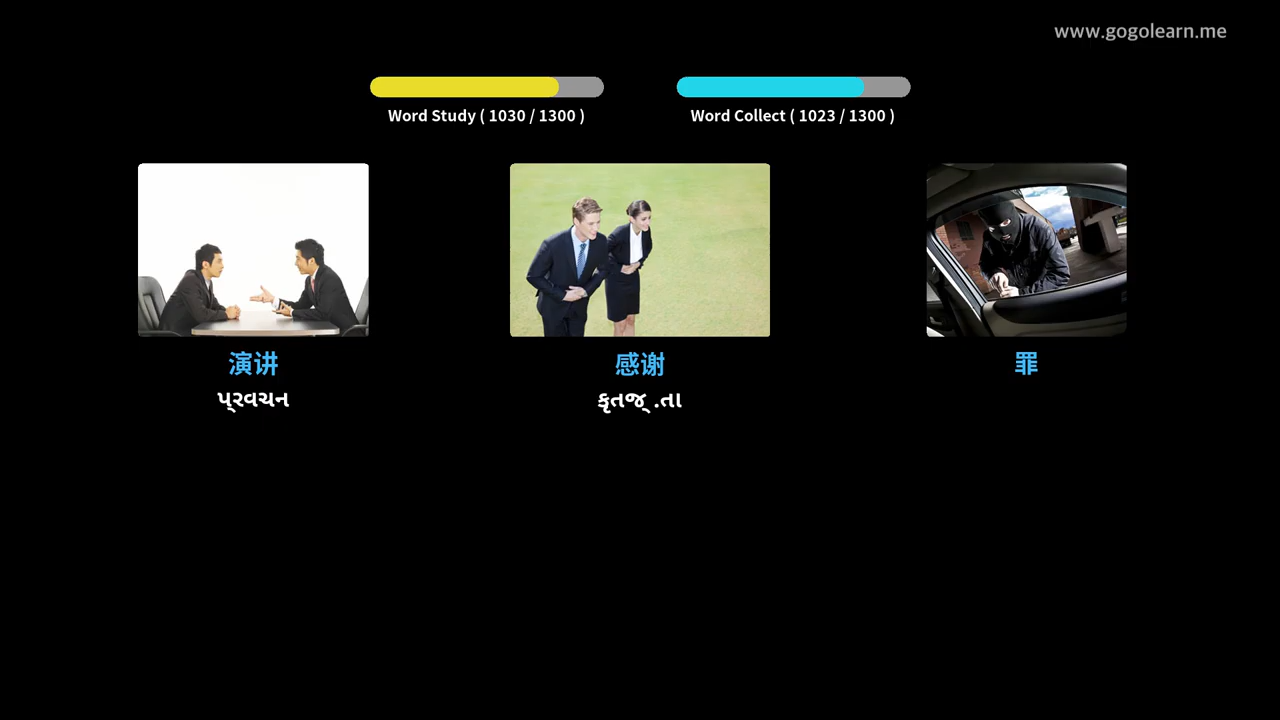 www.gogolearn.me
Word Study ( 1030 / 1300 )
Word Collect ( 1023 / 1300 )
演讲
感谢
罪
પ્રવચન
કૃતજ્ .તા